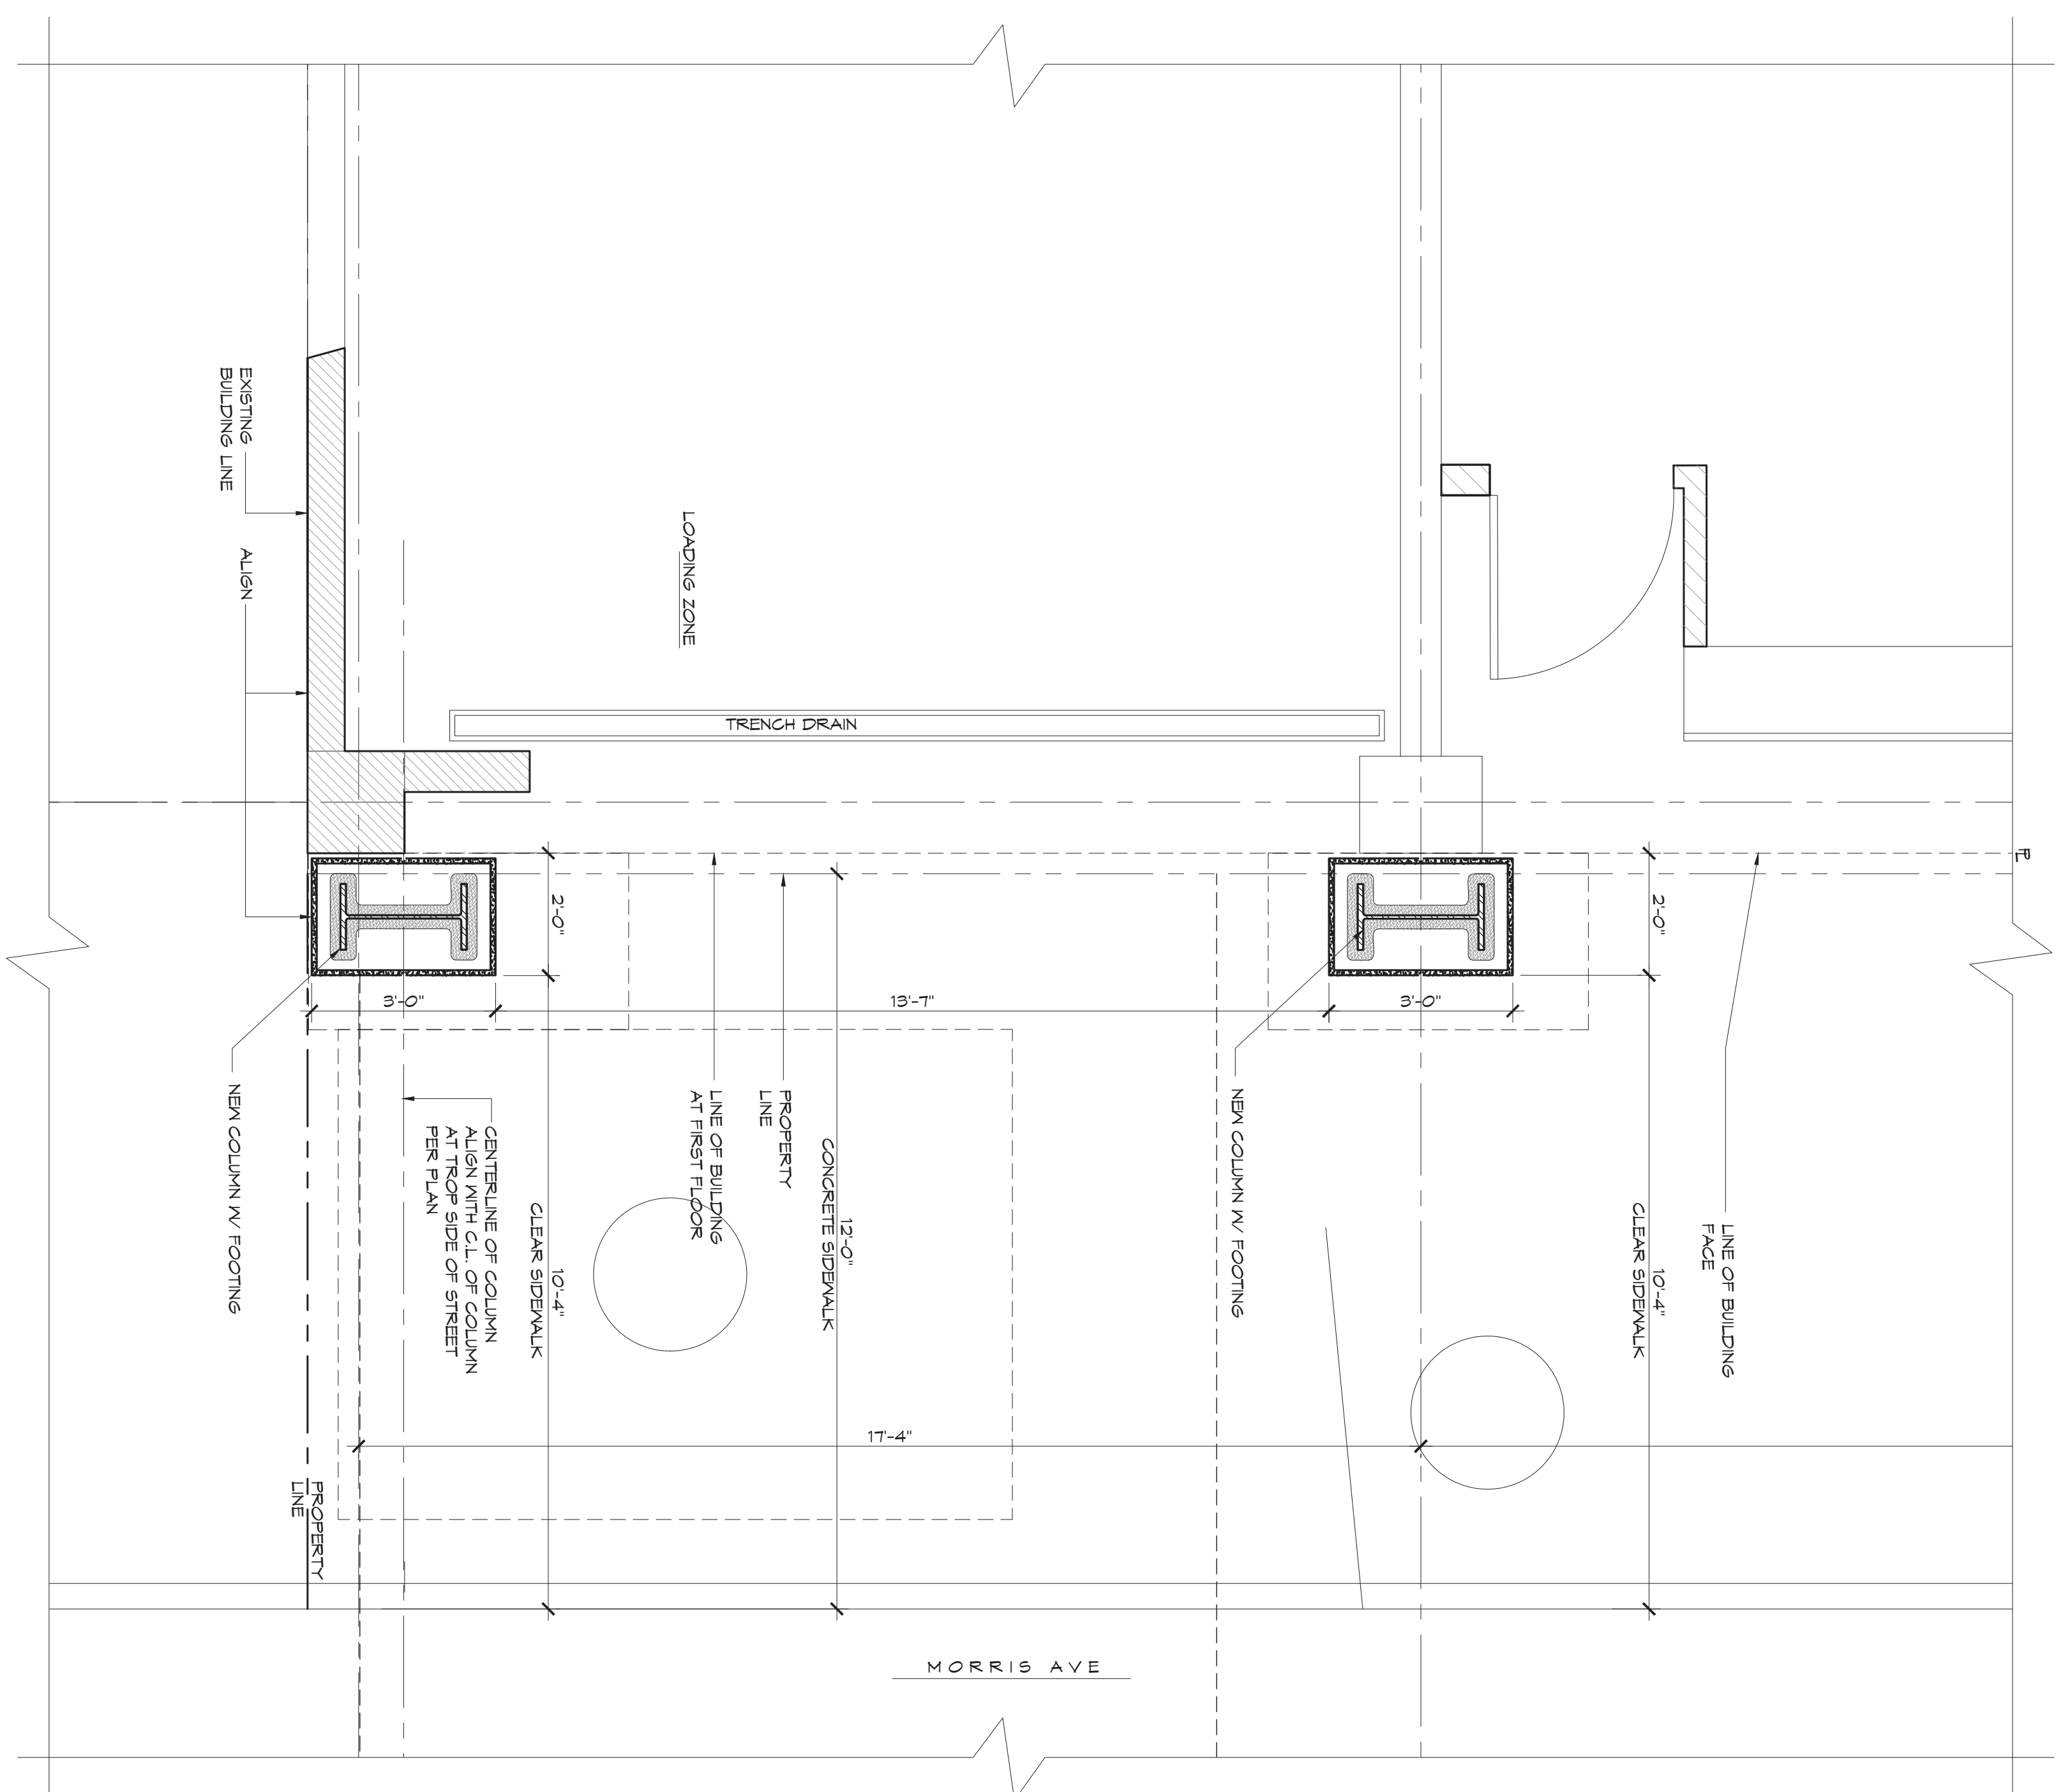 EXISTING
BUILDING LINE
ALIGN
LOADING ZONE
TRENCH DRAIN
PL
2'-0"
2'-0"
3'-0"
13'-7"
3'-0"
NEW COLUMN W/ FOOTING
CENTERLINE OF COLUMN
ALIGN WITH C.L. OF COLUMN
AT TROP SIDE OF STREET
PER PLAN
10'-4"
CLEAR SIDEWALK
LINE OF BUILDING
AT FIRST FLOOR
PROPERTY
LINE
12'-0"
CONCRETE SIDEWALK
NEW COLUMN W/ FOOTING
10'-4"
CLEAR SIDEWALK
LINE OF BUILDING
FACE
17'-4"
PROPERTY
LINE
MORRIS AVE